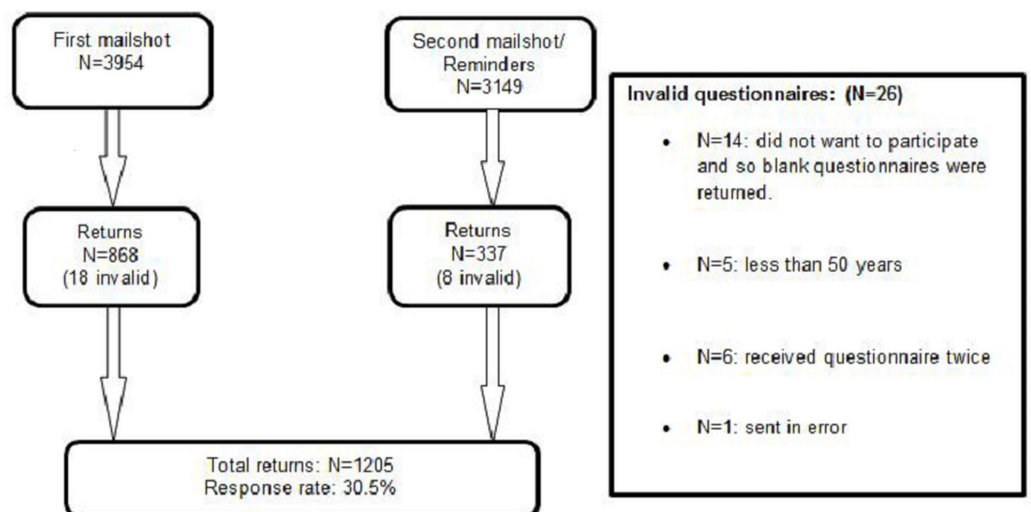 First mailshot
N=3954
Second mailshot/
Reminders
N=3149
Returns
N=868
(18 invalid)
Returns
N=337
(8 invalid)
Total returns: N=1205
Response rate: 30.5%
Invalid questionnaires: (N=26)
• N=14: did not want to participate
and so blank questionnaires were
returned.
• N=5: less than 50 years
• N=6: received questionnaire twice
• N=1: sent in error